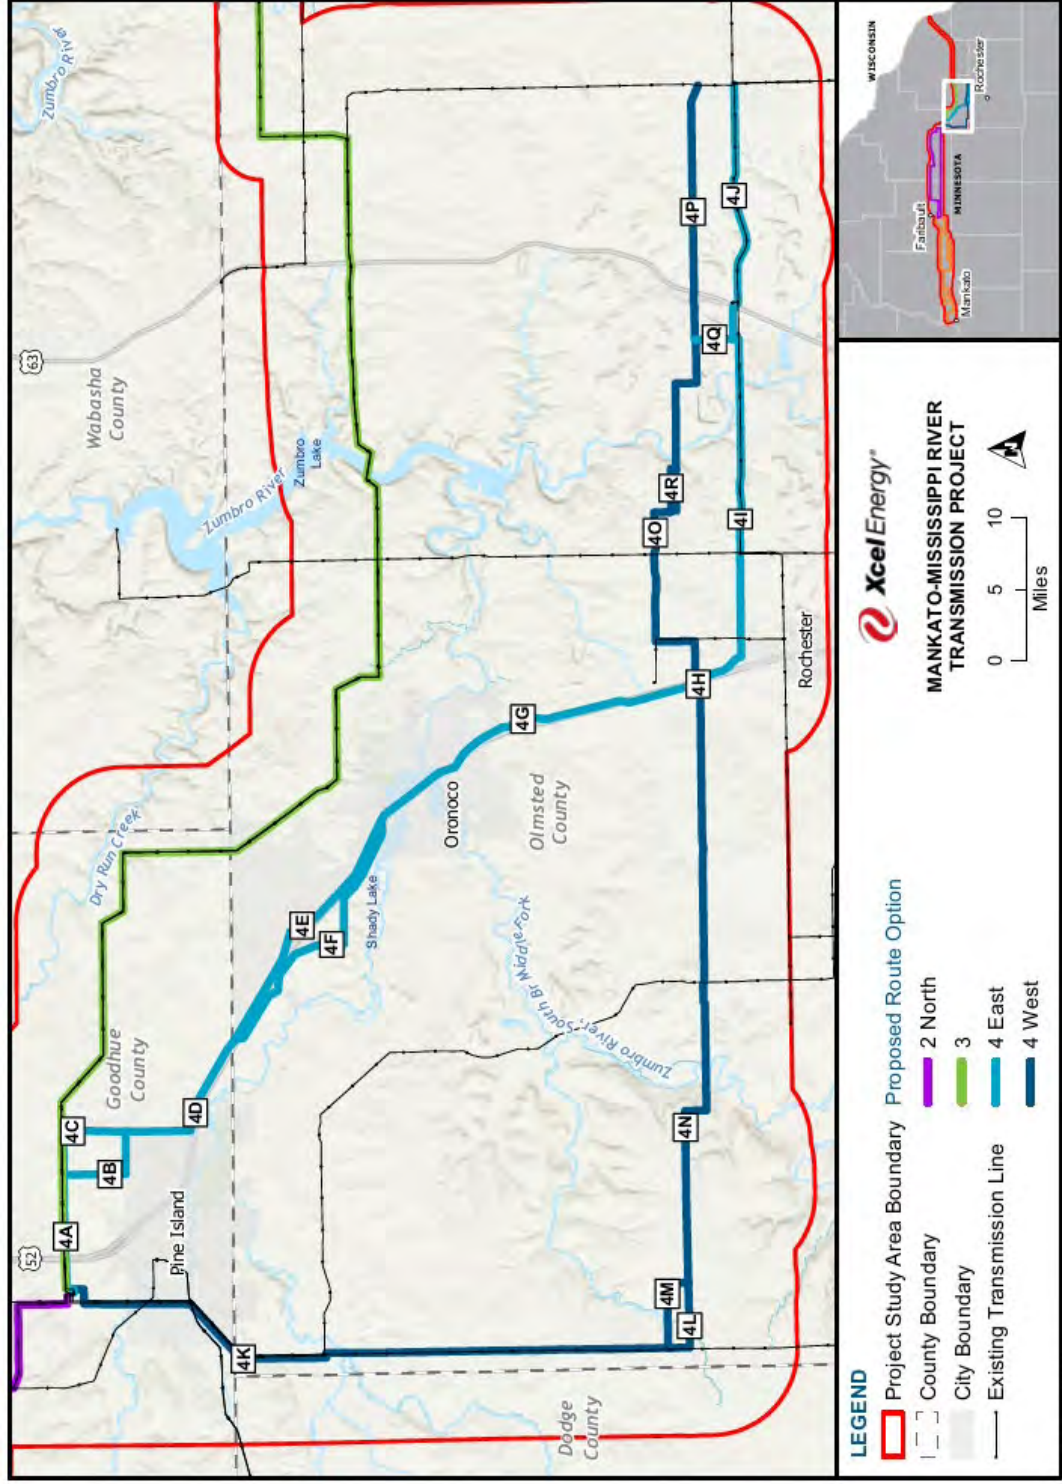 Zumbro River
63
Wabasha
County
Zumbro
Lake
Zumbro River
Dry Run Creek
52
Goodhue
County
Pine Island
Shady Lake
Oronoco
Olmsted
County
Zumbro River, South Br Middle Fork
Rochester
Dodge
County
4A
4B
4C
4D
4E
4F
4G
4H
4I
4J
4K
4L
4M
4N
4O
4P
4Q
4R
LEGEND
Project Study Area Boundary
County Boundary
City Boundary
Existing Transmission Line
Proposed Route Option
2 North
3
4 East
4 West
Xcel Energy®
MANKATO-MISSISSIPPI RIVER
TRANSMISSION PROJECT
0 5 10
Miles
N
WISCONSIN
MINNESOTA
Faribault
Mankato
Rochester